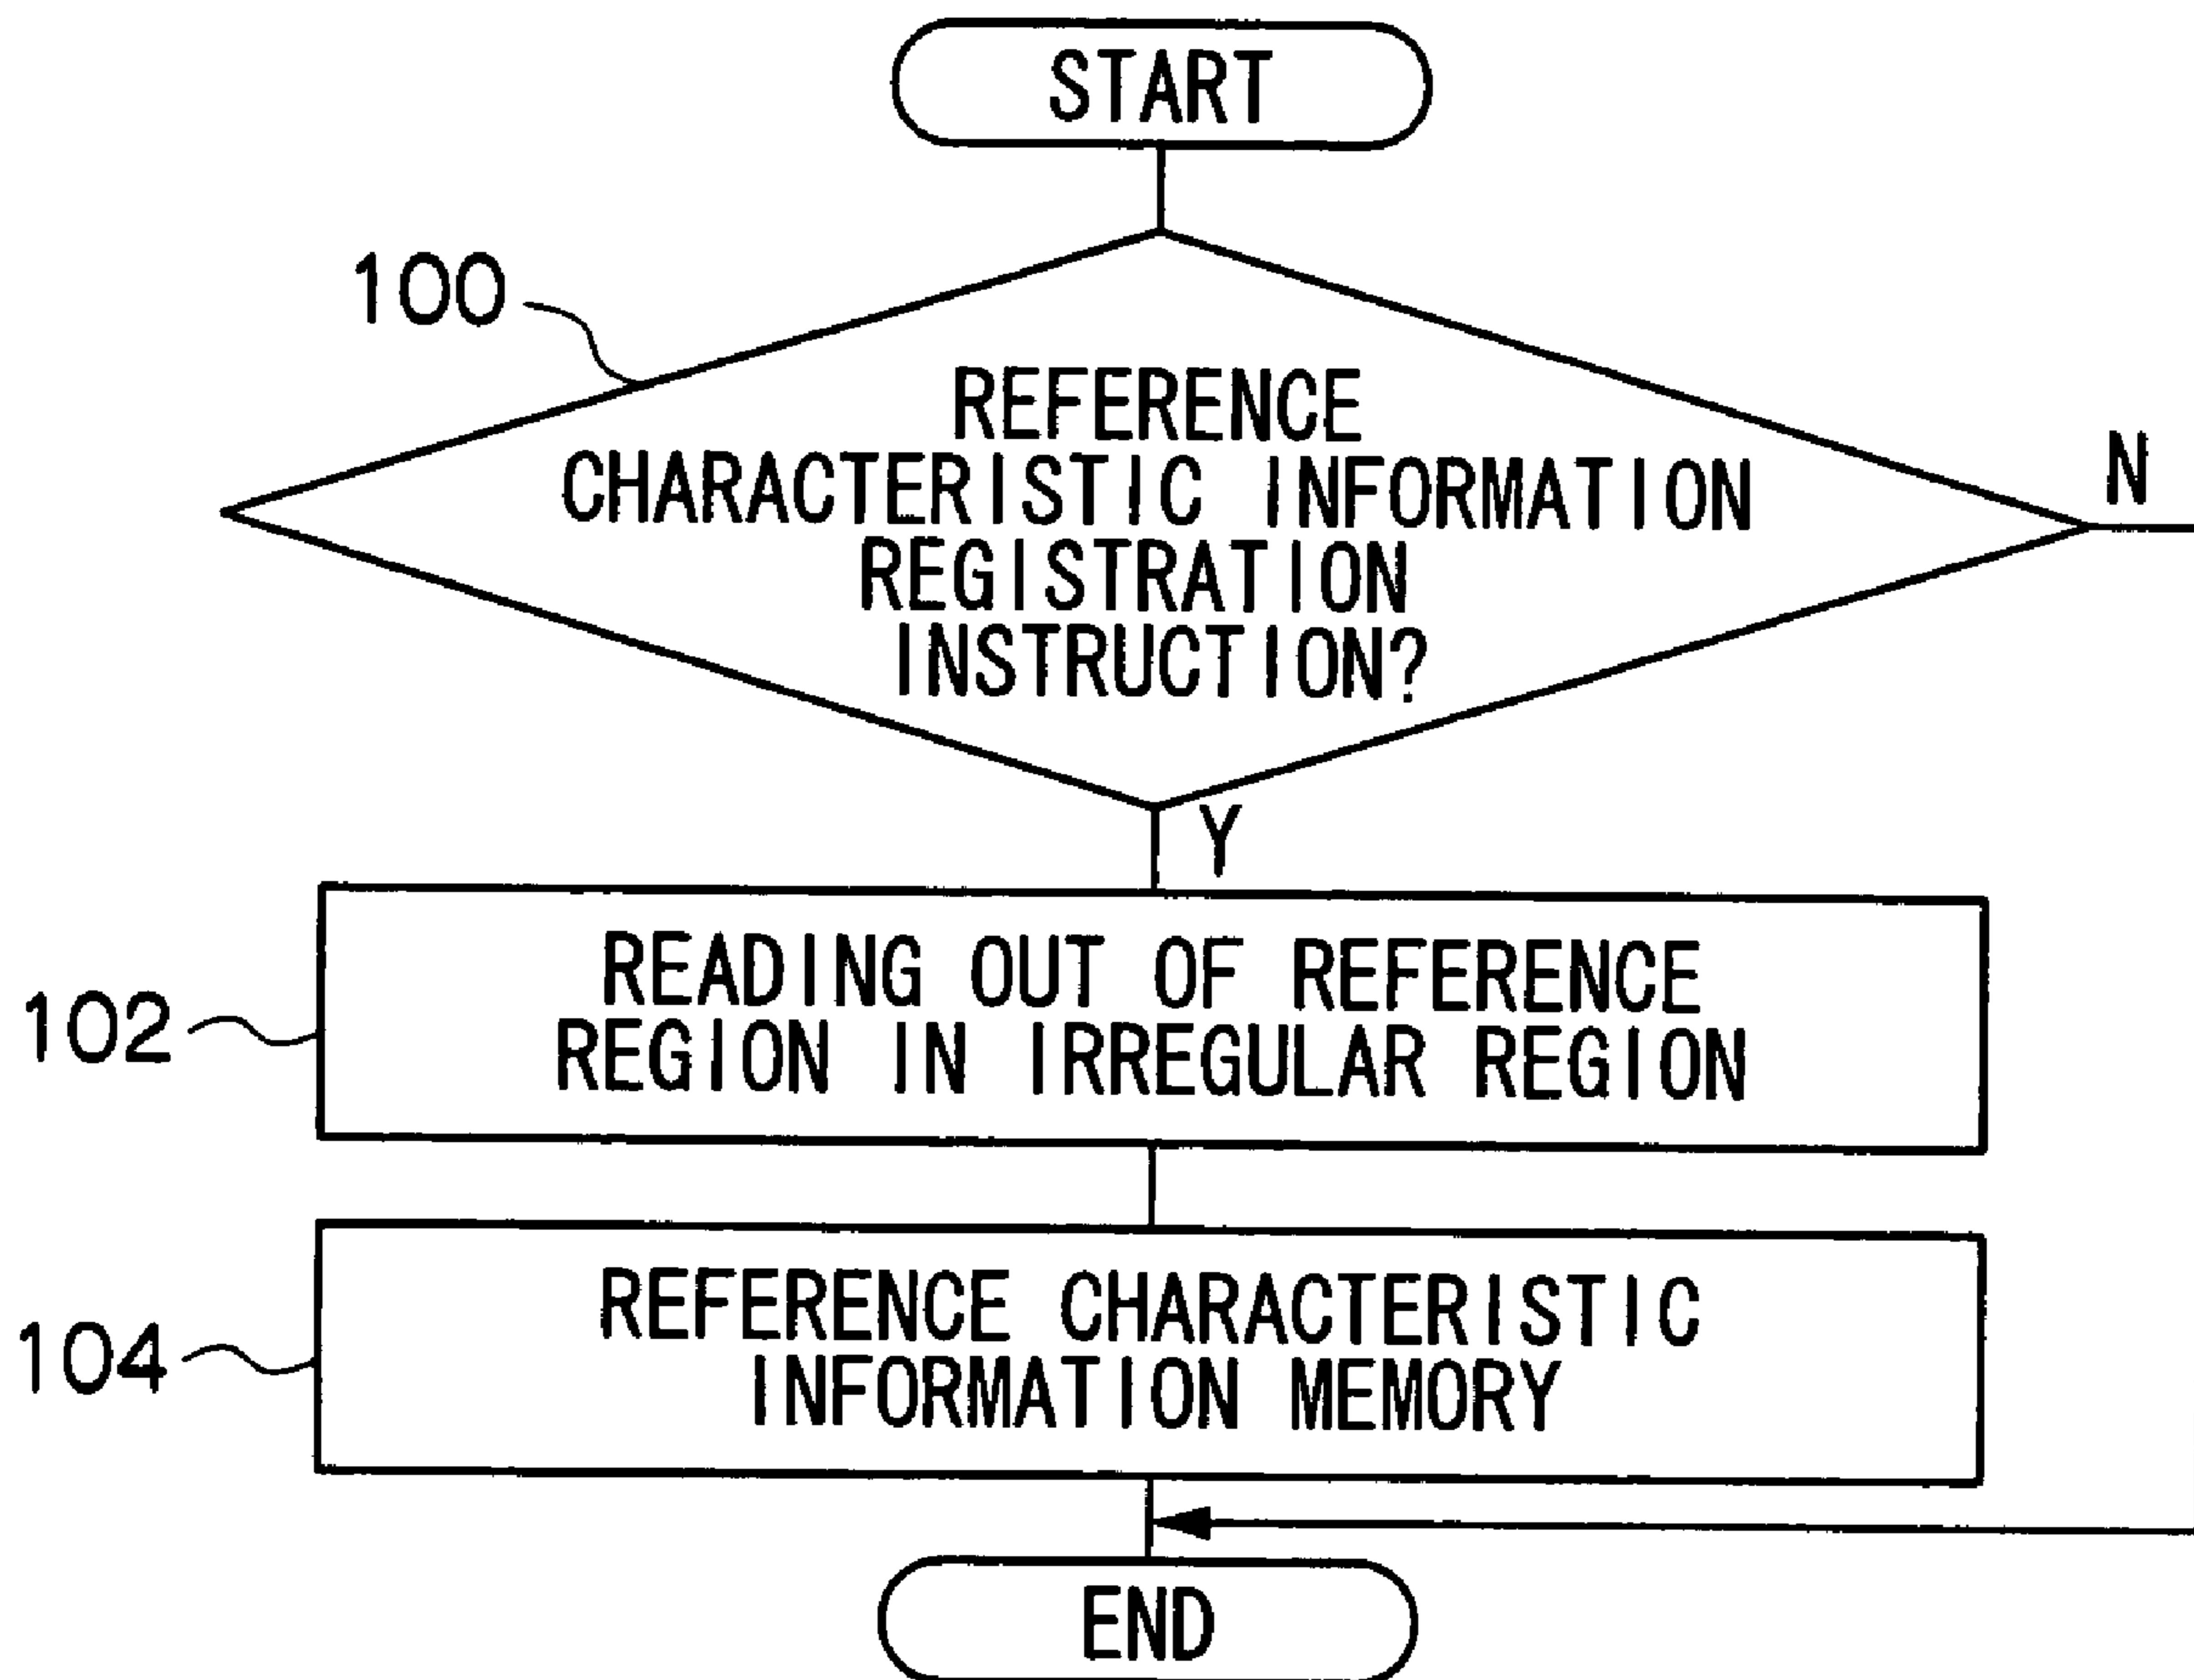 START
100
REFERENCE
CHARACTERISTIC INFORMATION
REGISTRATION
INSTRUCTION?
N
Y
102
READING OUT OF REFERENCE
REGION IN IRREGULAR REGION
104
REFERENCE CHARACTERISTIC
INFORMATION MEMORY
END